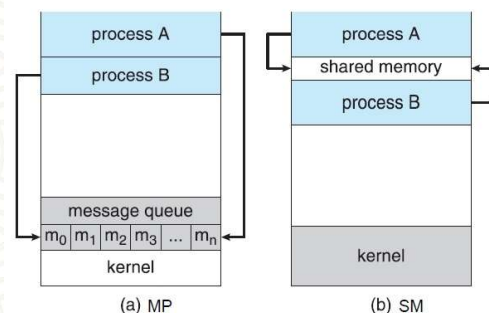 process A
process B
message queue
m0 m1 m2 m3 ... mn
kernel
(a) MP
process A
shared memory
process B
kernel
(b) SM